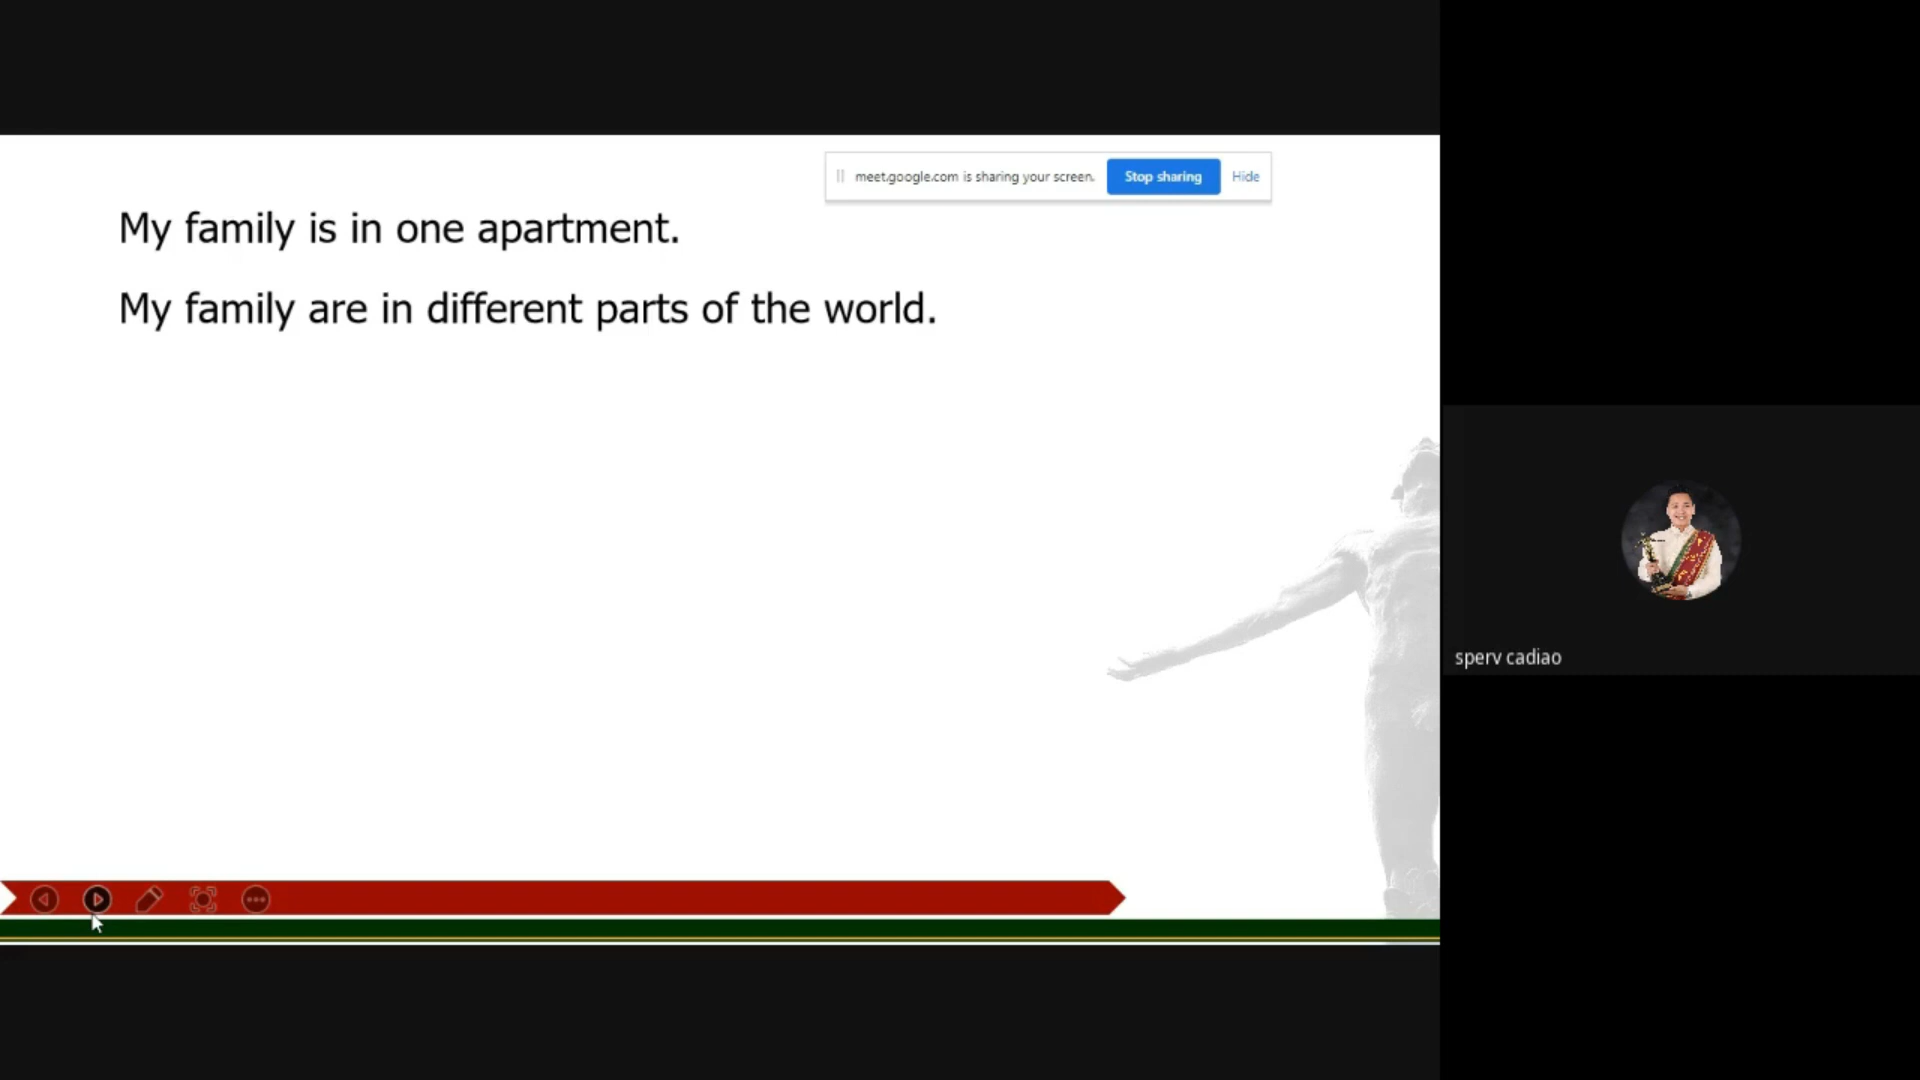 meet.google.com is sharing your screen. Stop sharing Hide
My family is in one apartment.
My family are in different parts of the world.
sperv cadiao